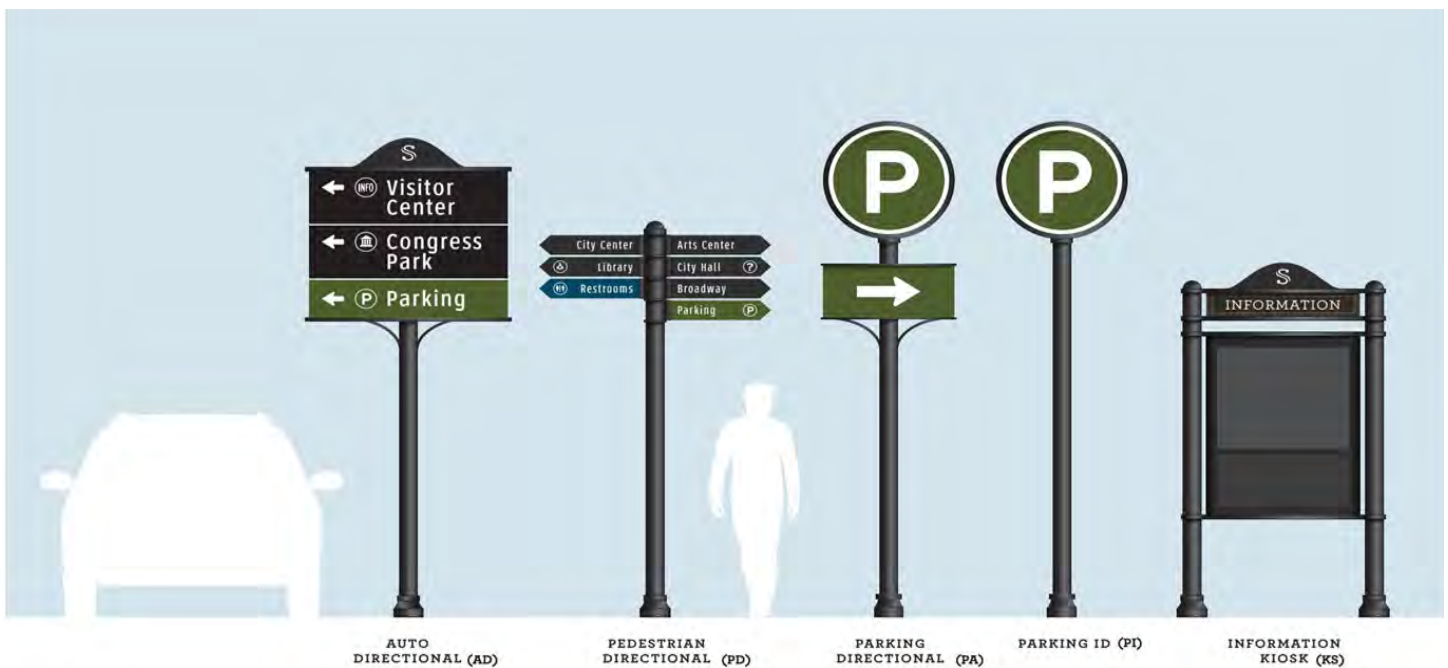 S
INFO Visitor
Center
Congress
Park
P Parking
City Center
Library
Restrooms
Arts Center
City Hall ?
Broadway
Parking P
P
P
S
INFORMATION
AUTO
DIRECTIONAL (AD)
PEDESTRIAN
DIRECTIONAL (PD)
PARKING
DIRECTIONAL (PA)
PARKING ID (PI)
INFORMATION
KIOSK (KS)